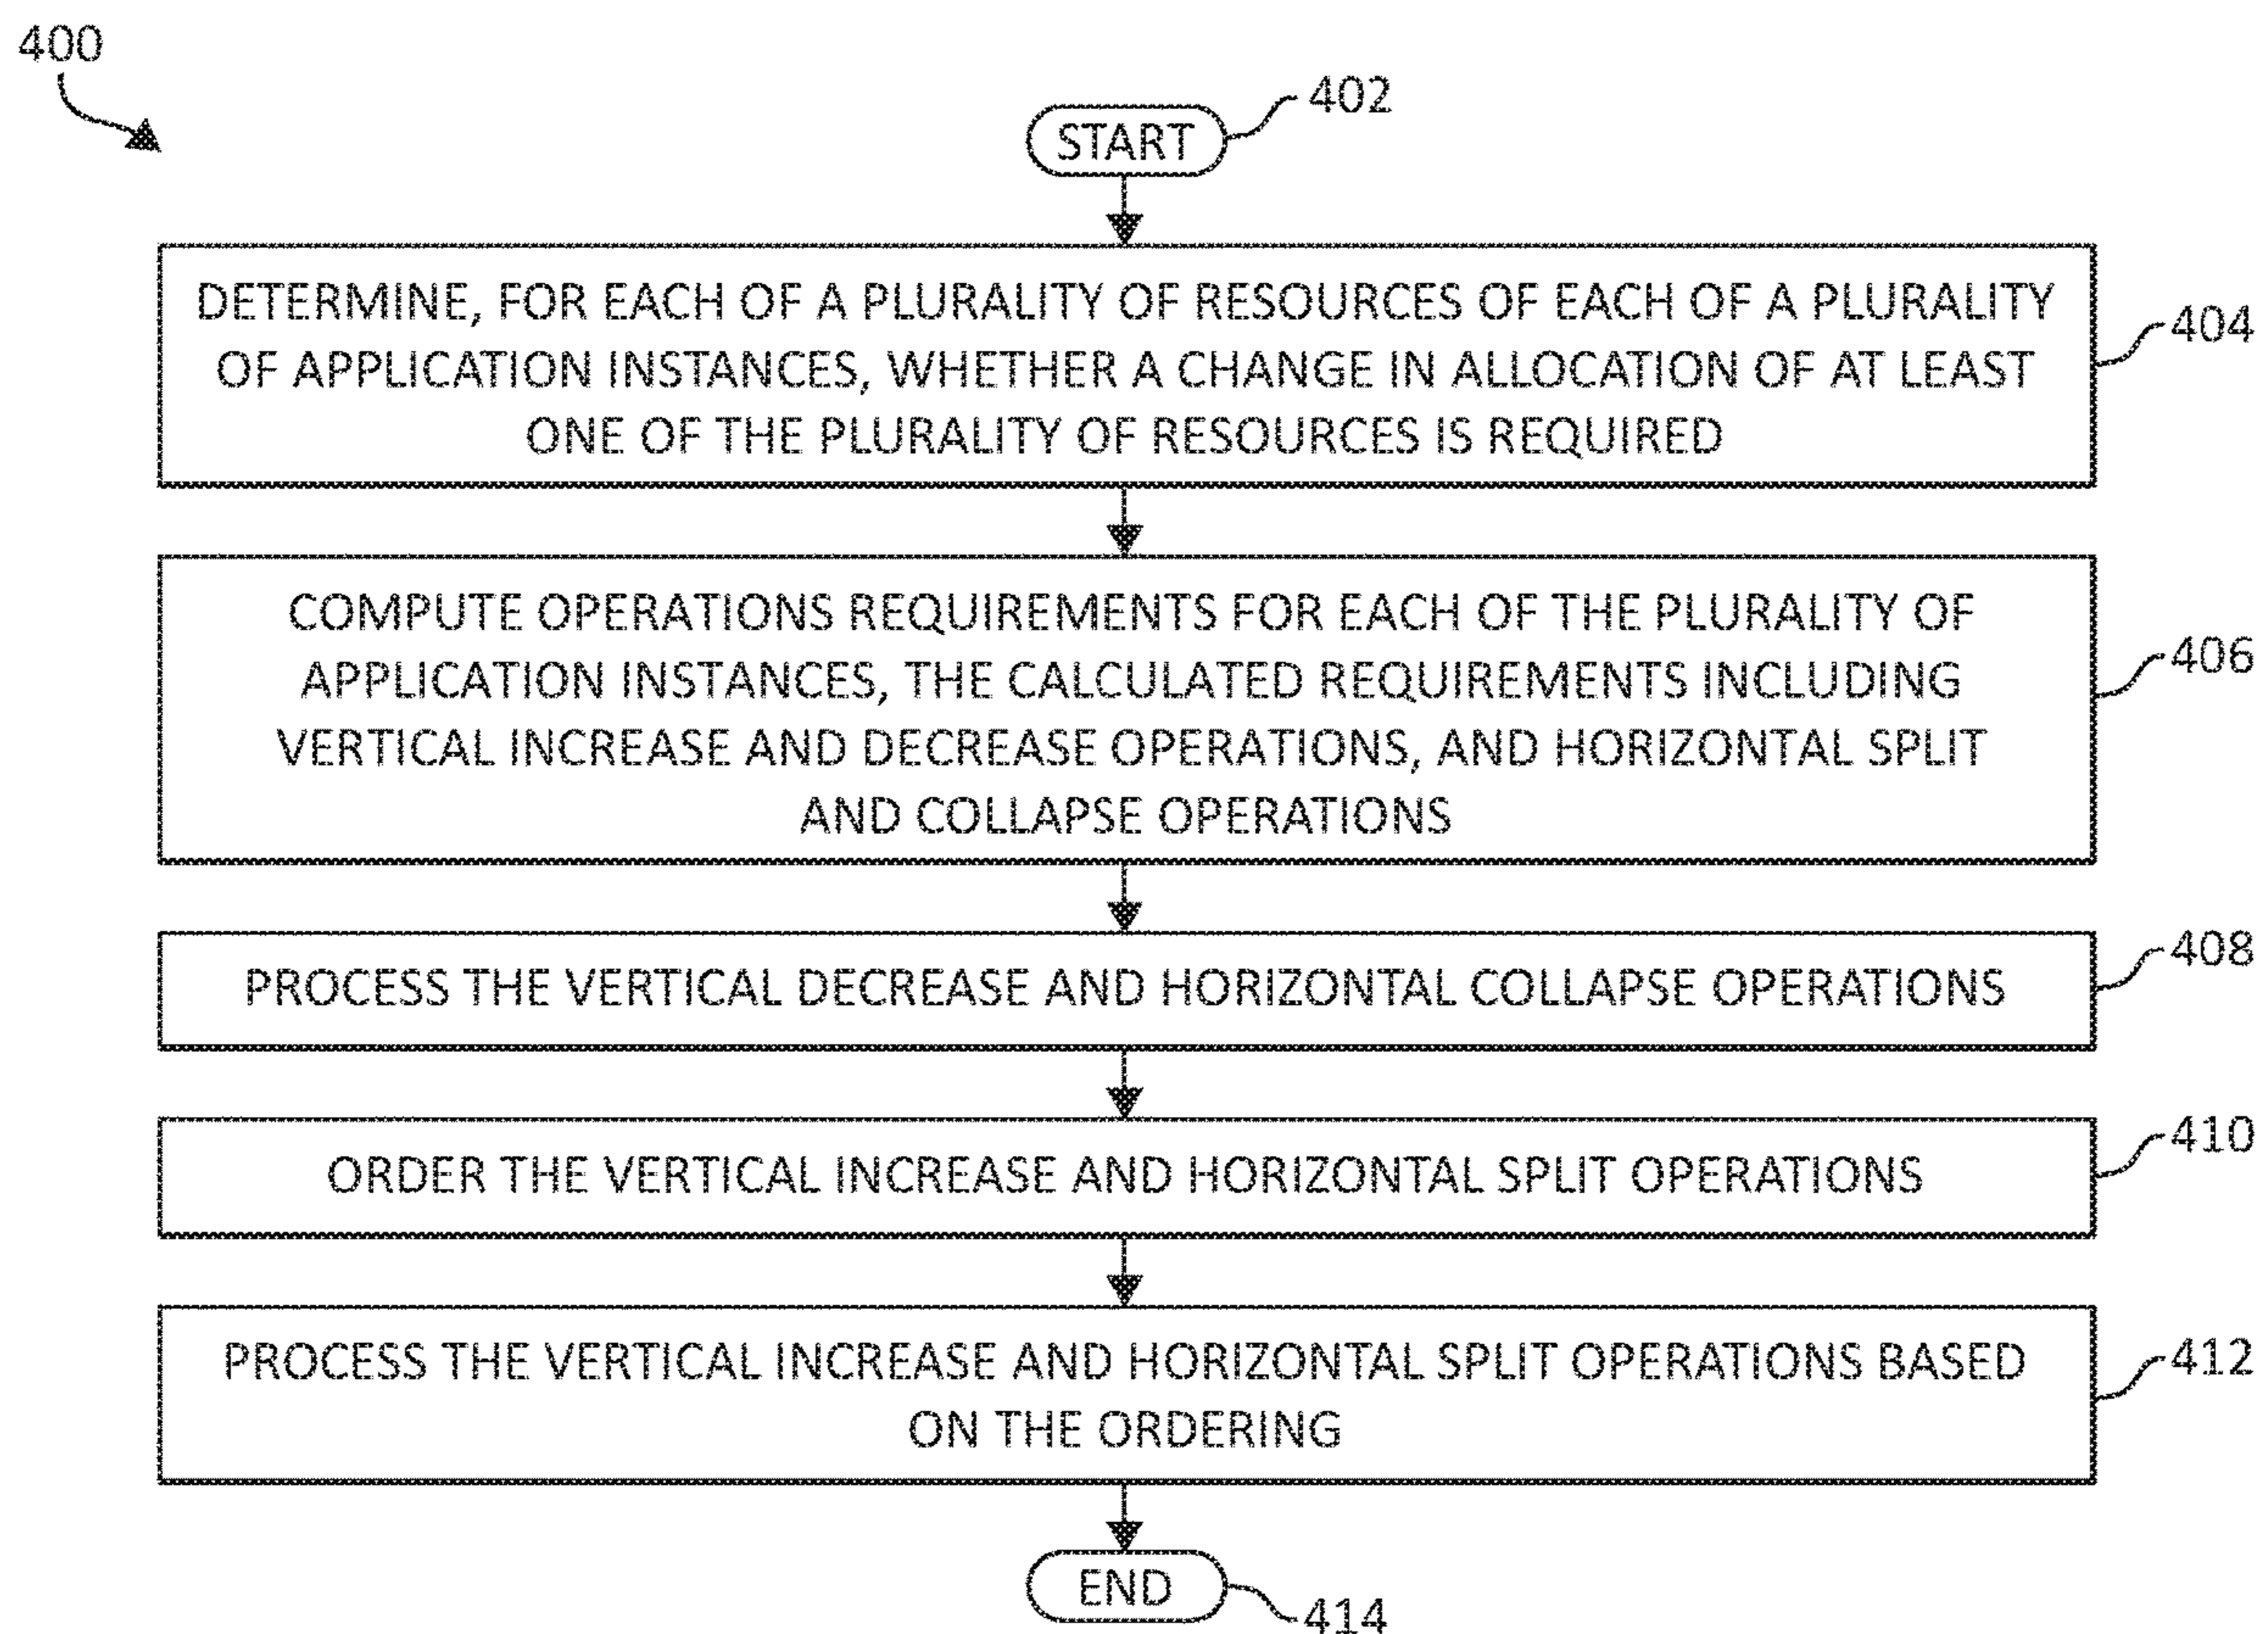 400
START
402
DETERMINE, FOR EACH OF A PLURALITY OF RESOURCES OF EACH OF A PLURALITY
OF APPLICATION INSTANCES, WHETHER A CHANGE IN ALLOCATION OF AT LEAST
ONE OF THE PLURALITY OF RESOURCES IS REQUIRED
404
COMPUTE OPERATIONS REQUIREMENTS FOR EACH OF THE PLURALITY OF
APPLICATION INSTANCES, THE CALCULATED REQUIREMENTS INCLUDING
VERTICAL INCREASE AND DECREASE OPERATIONS, AND HORIZONTAL SPLIT
AND COLLAPSE OPERATIONS
406
PROCESS THE VERTICAL DECREASE AND HORIZONTAL COLLAPSE OPERATIONS
408
ORDER THE VERTICAL INCREASE AND HORIZONTAL SPLIT OPERATIONS
410
PROCESS THE VERTICAL INCREASE AND HORIZONTAL SPLIT OPERATIONS BASED
ON THE ORDERING
412
END
414